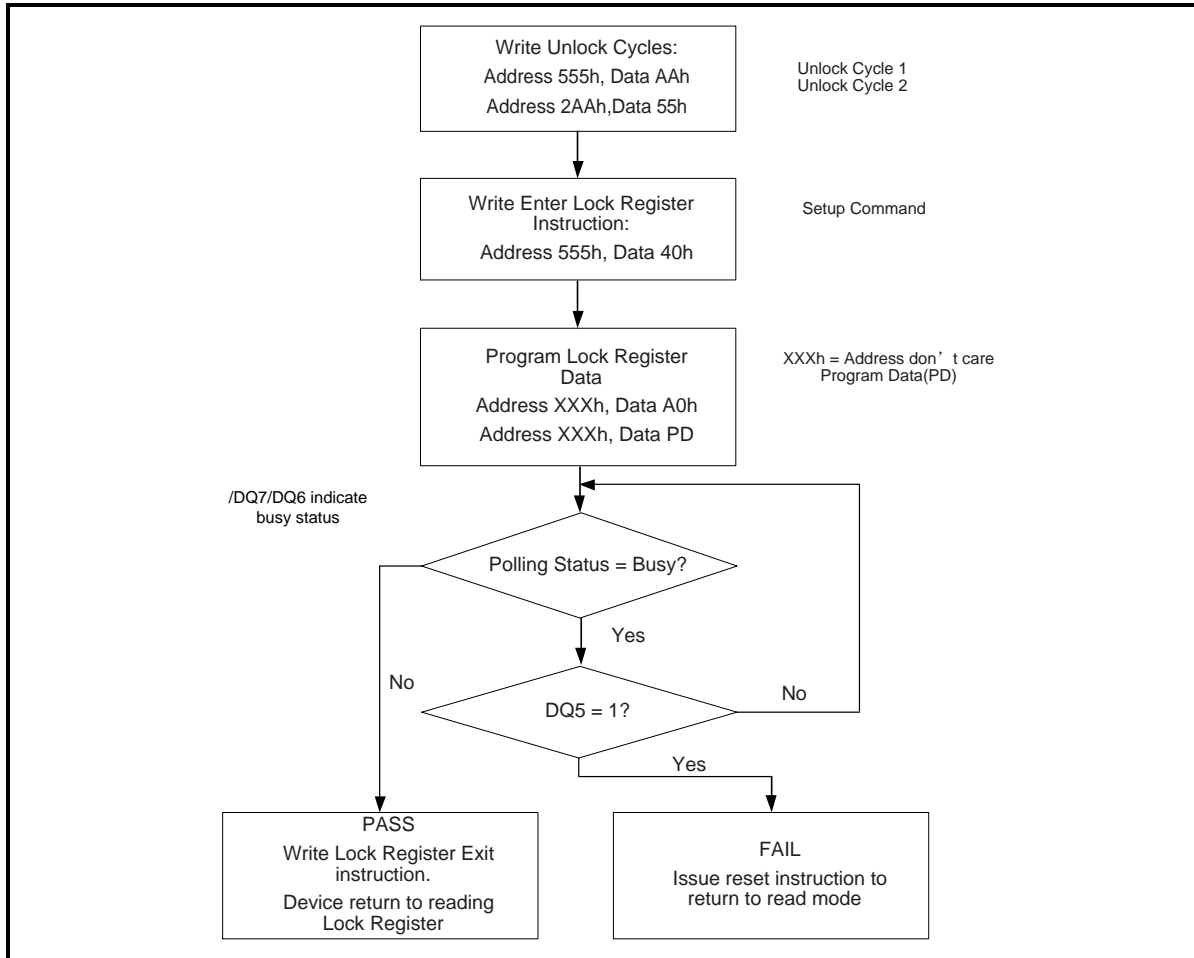 Write Unlock Cycles:
Address 555h, Data AAh
Address 2AAh,Data 55h
Unlock Cycle 1
Unlock Cycle 2
Write Enter Lock Register
Instruction:
Address 555h, Data 40h
Setup Command
Program Lock Register
Data
Address XXXh, Data A0h
Address XXXh, Data PD
XXXh = Address don’ t care
Program Data(PD)
/DQ7/DQ6 indicate
busy status
Polling Status = Busy?
Yes
No
DQ5 = 1?
No
Yes
PASS
Write Lock Register Exit
instruction.
Device return to reading
Lock Register
FAIL
Issue reset instruction to
return to read mode